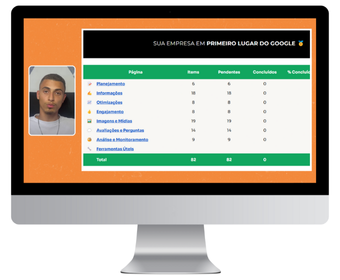 SUA EMPRESA EM PRIMEIRO LUGAR DO GOOGLE
Página Itens Pendentes Concluídos % Concluído
Planejamento 6 6 0
Informações 18 18 0
Otimizações 8 8 0
Engajamento 8 8 0
Imagens e Mídias 19 19 0
Avaliações e Perguntas 14 14 0
Análise e Monitoramento 9 9 0
Ferramentas Úteis
Total 83 82 0